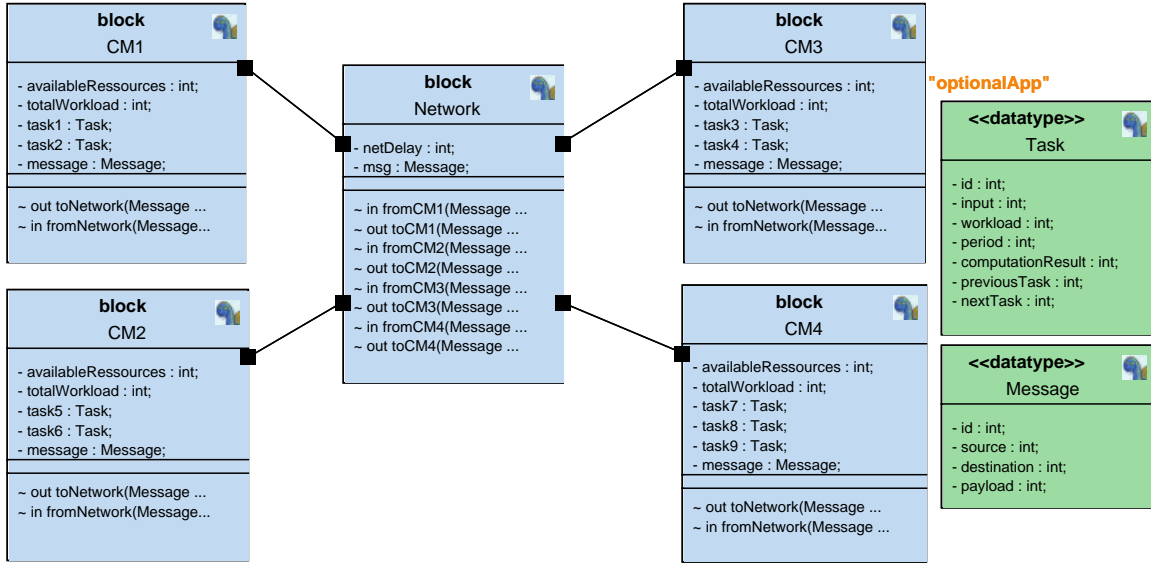 block
CM1
- availableRessources : int;
- totalWorkload : int;
- task1 : Task;
- task2 : Task;
- message : Message;
~ out toNetwork(Message ...
~ in fromNetwork(Message...
block
CM2
- availableRessources : int;
- totalWorkload : int;
- task5 : Task;
- task6 : Task;
- message : Message;
~ out toNetwork(Message ...
~ in fromNetwork(Message...
block
Network
- netDelay : int;
- msg : Message;
~ in fromCM1(Message ...
~ out toCM1(Message ...
~ in fromCM2(Message ...
~ out toCM2(Message ...
~ in fromCM3(Message ...
~ out toCM3(Message ...
~ in fromCM4(Message ...
~ out toCM4(Message ...
block
CM3
- availableRessources : int;
- totalWorkload : int;
- task3 : Task;
- task4 : Task;
- message : Message;
~ out toNetwork(Message ...
~ in fromNetwork(Message...
block
CM4
- availableRessources : int;
- totalWorkload : int;
- task7 : Task;
- task8 : Task;
- task9 : Task;
- message : Message;
~ out toNetwork(Message ...
~ in fromNetwork(Message ...
"optionalApp"
<<datatype>>
Task
- id : int;
- input : int;
- workload : int;
- period : int;
- computationResult : int;
- previousTask : int;
- nextTask : int;
<<datatype>>
Message
- id : int;
- source : int;
- destination : int;
- payload : int;